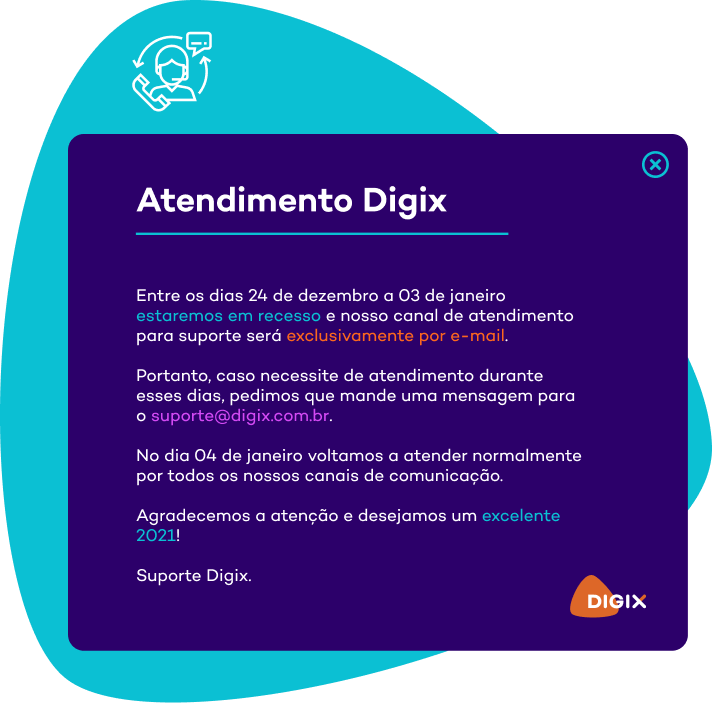 Atendimento Digix
Entre os dias 24 de dezembro a 03 de janeiro
estaremos em recesso e nosso canal de atendimento
para suporte será exclusivamente por e-mail.
Portanto, caso necessite de atendimento durante
esses dias, pedimos que mande uma mensagem para
o suporte@digix.com.br.
No dia 04 de janeiro voltamos a atender normalmente
por todos os nossos canais de comunicação.
Agradecemos a atenção e desejamos um excelente
2021!
Suporte Digix.
DIGIX